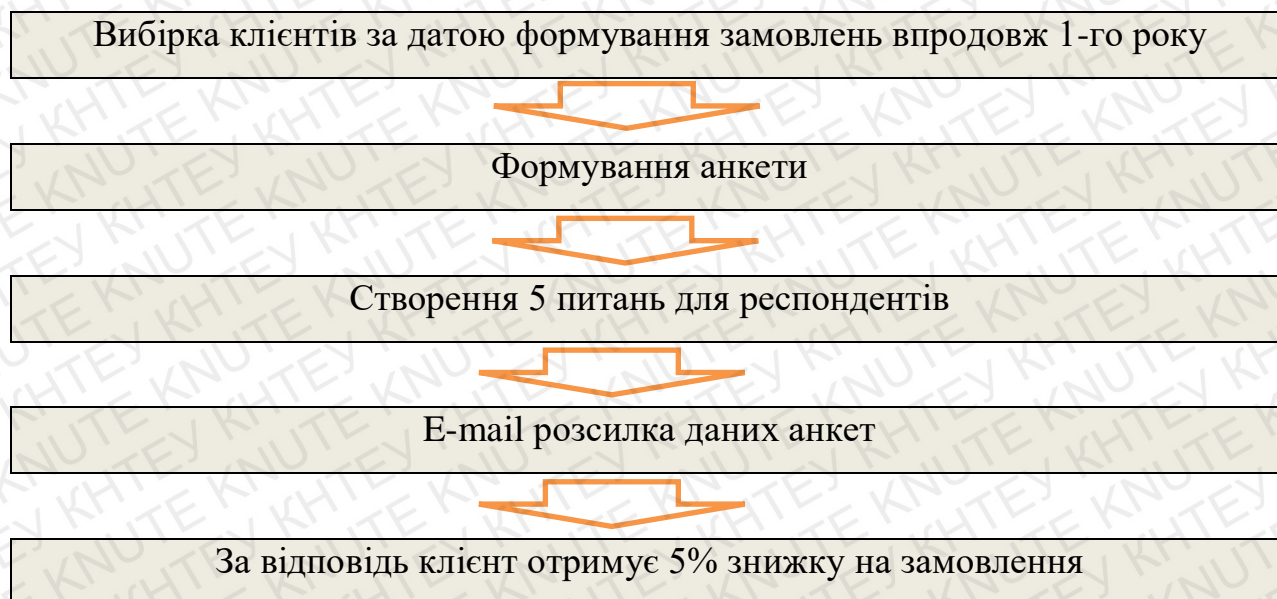 Вибірка клієнтів за датою формування замовлень впродовж 1-го року
Формування анкети
Створення 5 питань для респондентів
E-mail розсилка даних анкет
За відповідь клієнт отримує 5% знижку на замовлення